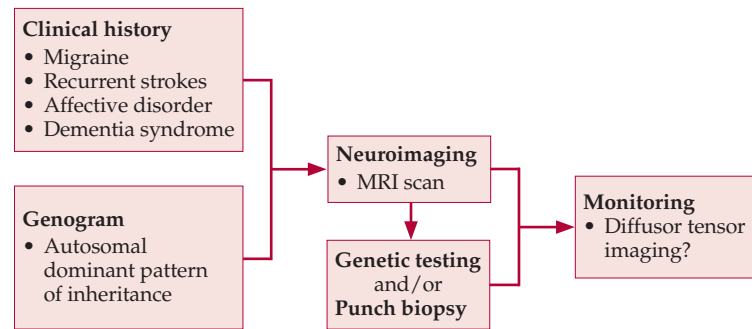 Clinical history
• Migraine
• Recurrent strokes
• Affective disorder
• Dementia syndrome
Genogram
• Autosomal
dominant pattern
of inheritance
Neuroimaging
• MRI scan
Genetic testing
and/or
Punch biopsy
Monitoring
• Diffusor tensor
imaging?